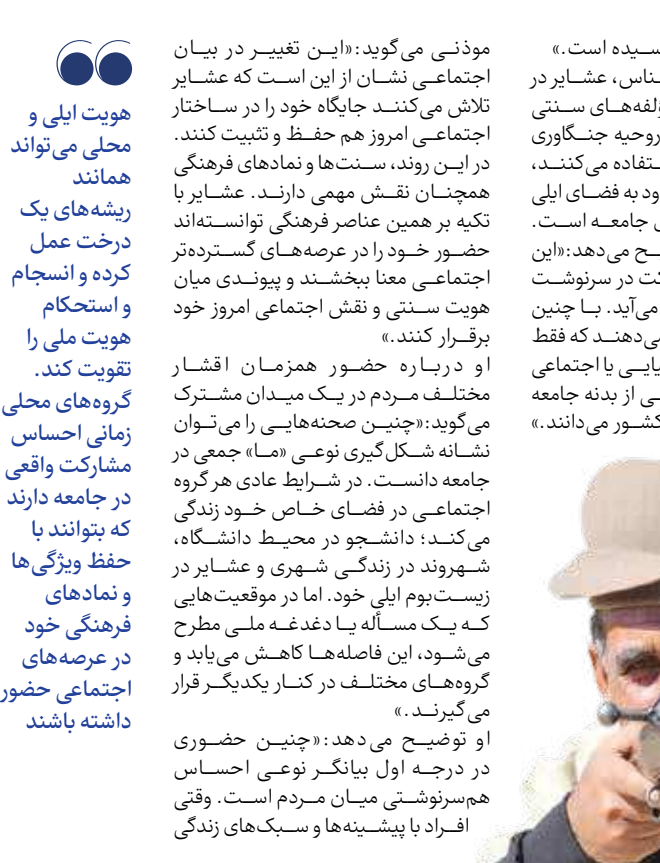 سیده است.»
عشایر در
سنتی
روحیه جنگاوری
ستفاده می‌کنند،
ود به فضای ایلی
جامعه است.
می‌دهد: «این
کت در سرنوشت
می‌آید. با چنین
می‌دهند که فقط
یایی یا اجتماعی
ی از بدنه جامعه
کشور می‌دانند.»
موذنی می‌گوید: «این تغییر در بیان
اجتماعی نشان از این است که عشایر
تلاش می‌کنند جایگاه خود را در ساختار
اجتماعی امروز هم حفظ و تثبیت کنند.
در این روند، سنت‌ها و نمادهای فرهنگی
همچنان نقش مهمی دارند. عشایر با
تکیه بر همین عناصر فرهنگی توانسته‌اند
حضور خود را در عرصه‌های گسترده‌تر
اجتماعی معنا ببخشند و پیوندی میان
هویت سنتی و نقش اجتماعی امروز خود
برقرار کنند.»
او درباره حضور همزمان اقشار
مختلف مردم در یک میدان مشترک
می‌گوید: «چنین صحنه‌هایی را می‌توان
نشانه شکل‌گیری نوعی «ما» جمعی در
جامعه دانست. در شرایط عادی هر گروه
اجتماعی در فضای خاص خود زندگی
می‌کند؛ دانشجو در محیط دانشگاه،
شهروند در زندگی شهری و عشایر در
زیست‌بوم ایلی خود. اما در موقعیت‌هایی
که یک مسأله یا دغدغه ملی مطرح
می‌شود، این فاصله‌ها کاهش می‌یابد و
گروه‌های مختلف در کنار یکدیگر قرار
می‌گیرند.»
او توضیح می‌دهد: «چنین حضوری
در درجه اول بیانگر نوعی احساس
هم‌سرنوشتی میان مردم است. وقتی
افراد با پیشینه‌ها و سبک‌های زندگی
هویت ایلی و
محلی می‌تواند
همانند
ریشه‌های یک
درخت عمل
کرده و انسجام
و استحکام
هویت ملی را
تقویت کند.
گروه‌های محلی
زمانی احساس
مشارکت واقعی
در جامعه دارند
که بتوانند با
حفظ ویژگی‌ها
و نمادهای
فرهنگی خود
در عرصه‌های
اجتماعی حضور
داشته باشند